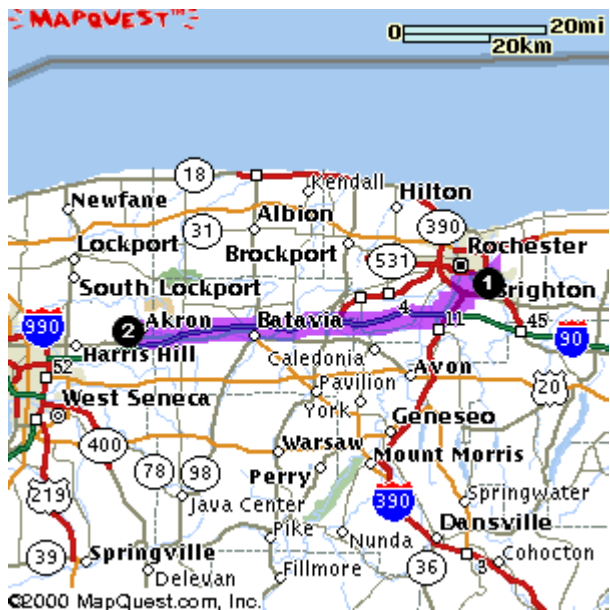 MAPQUEST™
0 20mi
20km
18
Kendall
Newfane
Hilton
31
Albion
390
Lockport
Brockport
531
Rochester
South Lockport
1
Brighton
990
2
Akron
Batavia
4
11
45
90
52
Harris Hill
Caledonia
Avon
20
West Seneca
Pavilion
York
400
Geneseo
Warsaw
Mount Morris
78
98
Perry
219
390
Java Center
Springwater
Pike
Nunda
Dansville
39
Springville
36
3
Cohocton
Delevan
Fillmore
©2000 MapQuest.com, Inc.